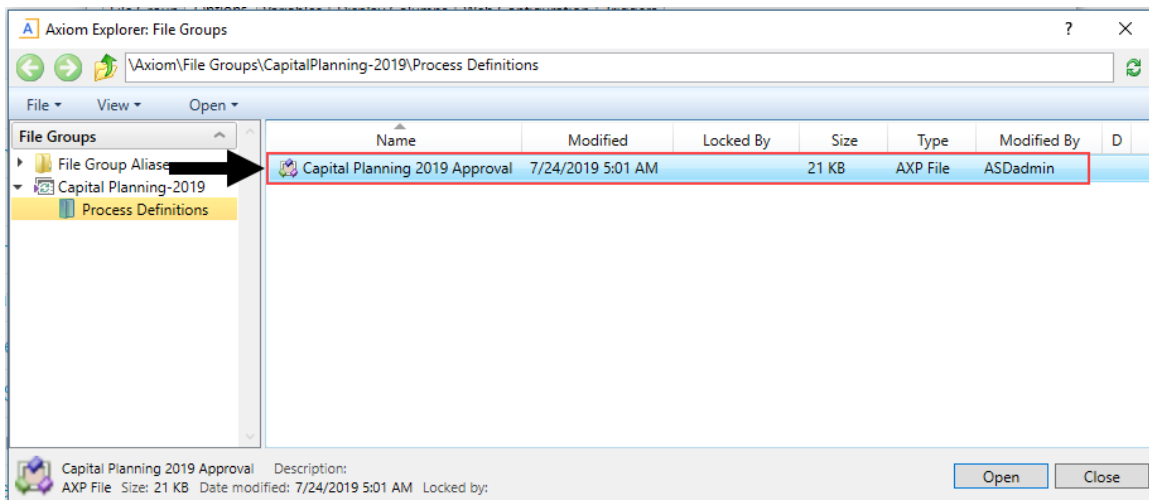 Axiom Explorer: File Groups
\Axiom\File Groups\CapitalPlanning-2019\Process Definitions
File View Open
File Groups Name Modified Locked By Size Type Modified By D
File Group Aliase
Capital Planning 2019 Approval 7/24/2019 5:01 AM 21 KB AXP File ASDadmin
Capital Planning-2019
Process Definitions
Capital Planning 2019 Approval Description:
AXP File Size: 21 KB Date modified: 7/24/2019 5:01 AM Locked by:
Open Close